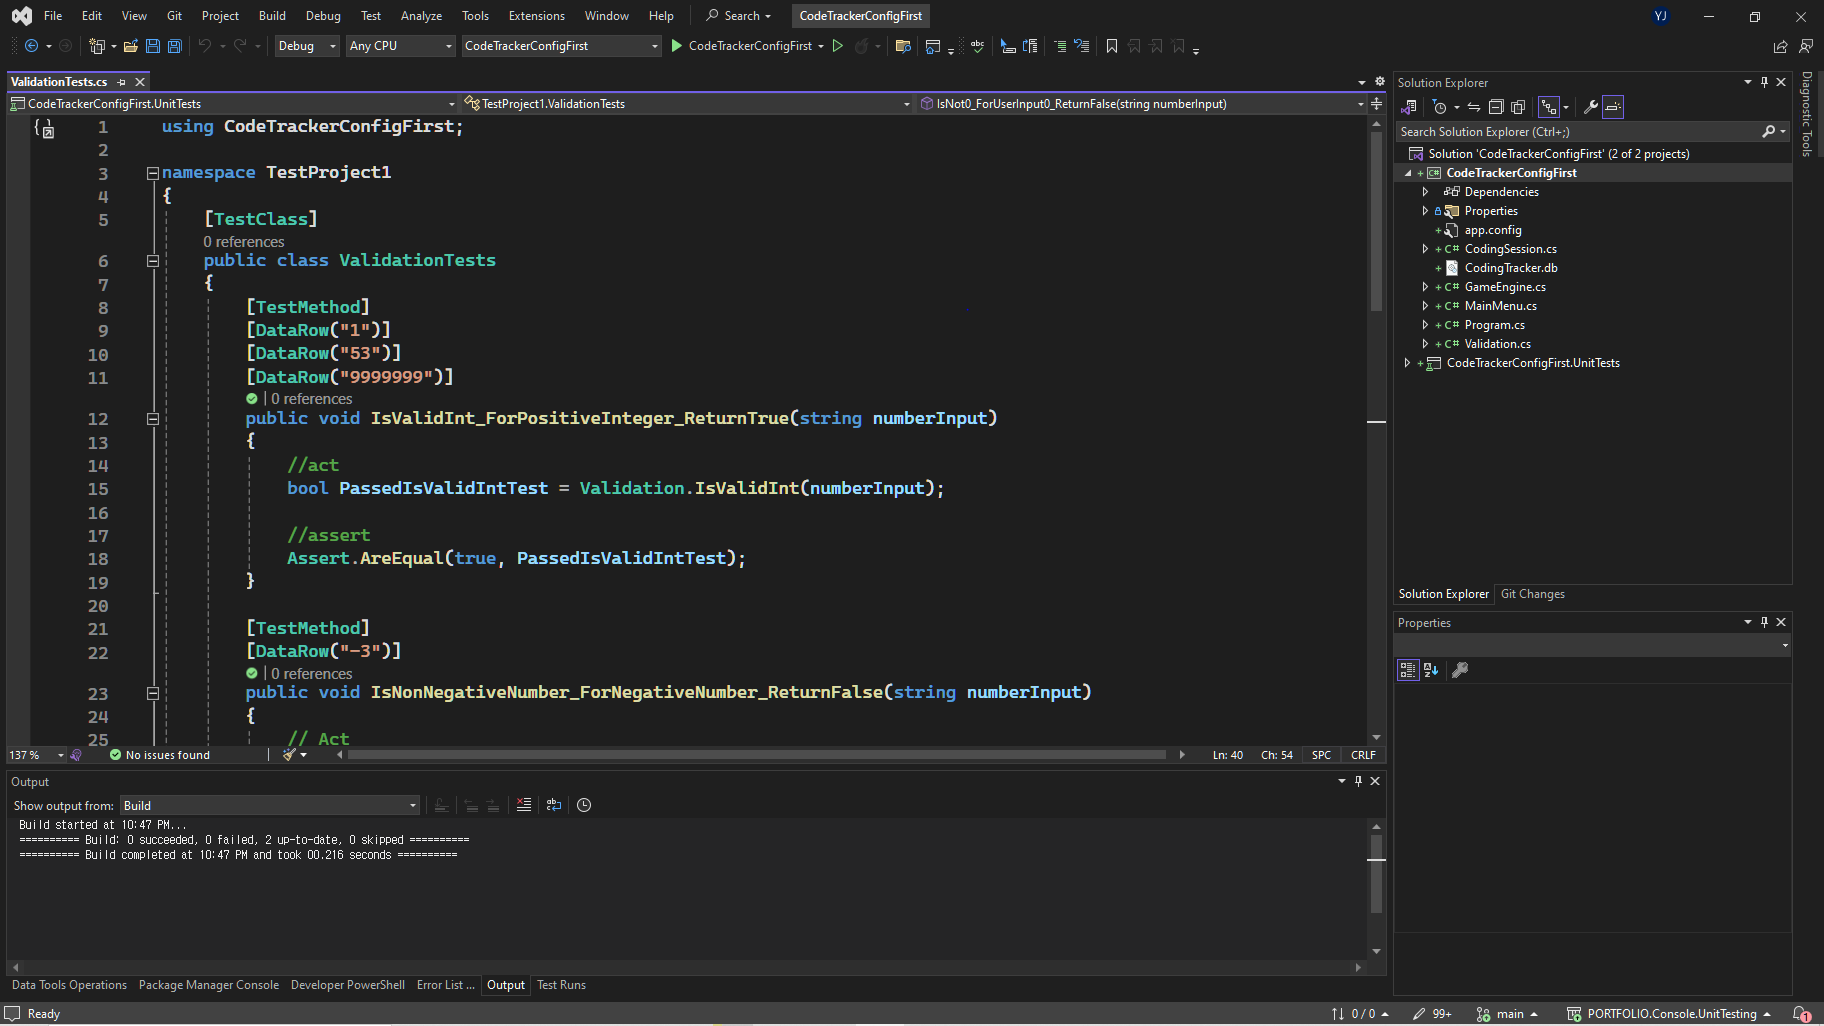 File Edit View Git Project Build Debug Test Analyze Tools Extensions Window Help Search CodeTrackerConfigFirst YJ
Debug Any CPU CodeTrackerConfigFirst CodeTrackerConfigFirst
ValidationTests.cs
CodeTrackerConfigFirst.UnitTests TestProject1.ValidationTests IsNot0_ForUserInput0_ReturnFalse(string numberInput)
1 using CodeTrackerConfigFirst;
2
3 namespace TestProject1
4 {
5 [TestClass]
0 references
6 public class ValidationTests
7 {
8 [TestMethod]
9 [DataRow("1")]
10 [DataRow("53")]
11 [DataRow("9999999")]
| 0 references
12 public void IsValidInt_ForPositiveInteger_ReturnTrue(string numberInput)
13 {
14 //act
15 bool PassedIsValidIntTest = Validation.IsValidInt(numberInput);
16
17 //assert
18 Assert.AreEqual(true, PassedIsValidIntTest);
19 }
20
21 [TestMethod]
22 [DataRow("-3")]
| 0 references
23 public void IsNonNegativeNumber_ForNegativeNumber_ReturnFalse(string numberInput)
24 {
25 // Act
137 % No issues found Ln: 40 Ch: 54 SPC CRLF
Output
Show output from: Build
Build started at 10:47 PM...
========== Build: 0 succeeded, 0 failed, 2 up-to-date, 0 skipped ==========
========== Build completed at 10:47 PM and took 00.216 seconds ==========
Data Tools Operations Package Manager Console Developer PowerShell Error List ... Output Test Runs
Solution Explorer
Search Solution Explorer (Ctrl+;)
Solution 'CodeTrackerConfigFirst' (2 of 2 projects)
CodeTrackerConfigFirst
Dependencies
Properties
app.config
C# CodingSession.cs
CodingTracker.db
C# GameEngine.cs
C# MainMenu.cs
C# Program.cs
C# Validation.cs
CodeTrackerConfigFirst.UnitTests
Solution Explorer Git Changes
Properties
Diagnostic Tools
Ready 0 / 0 99+ main PORTFOLIO.Console.UnitTesting 1